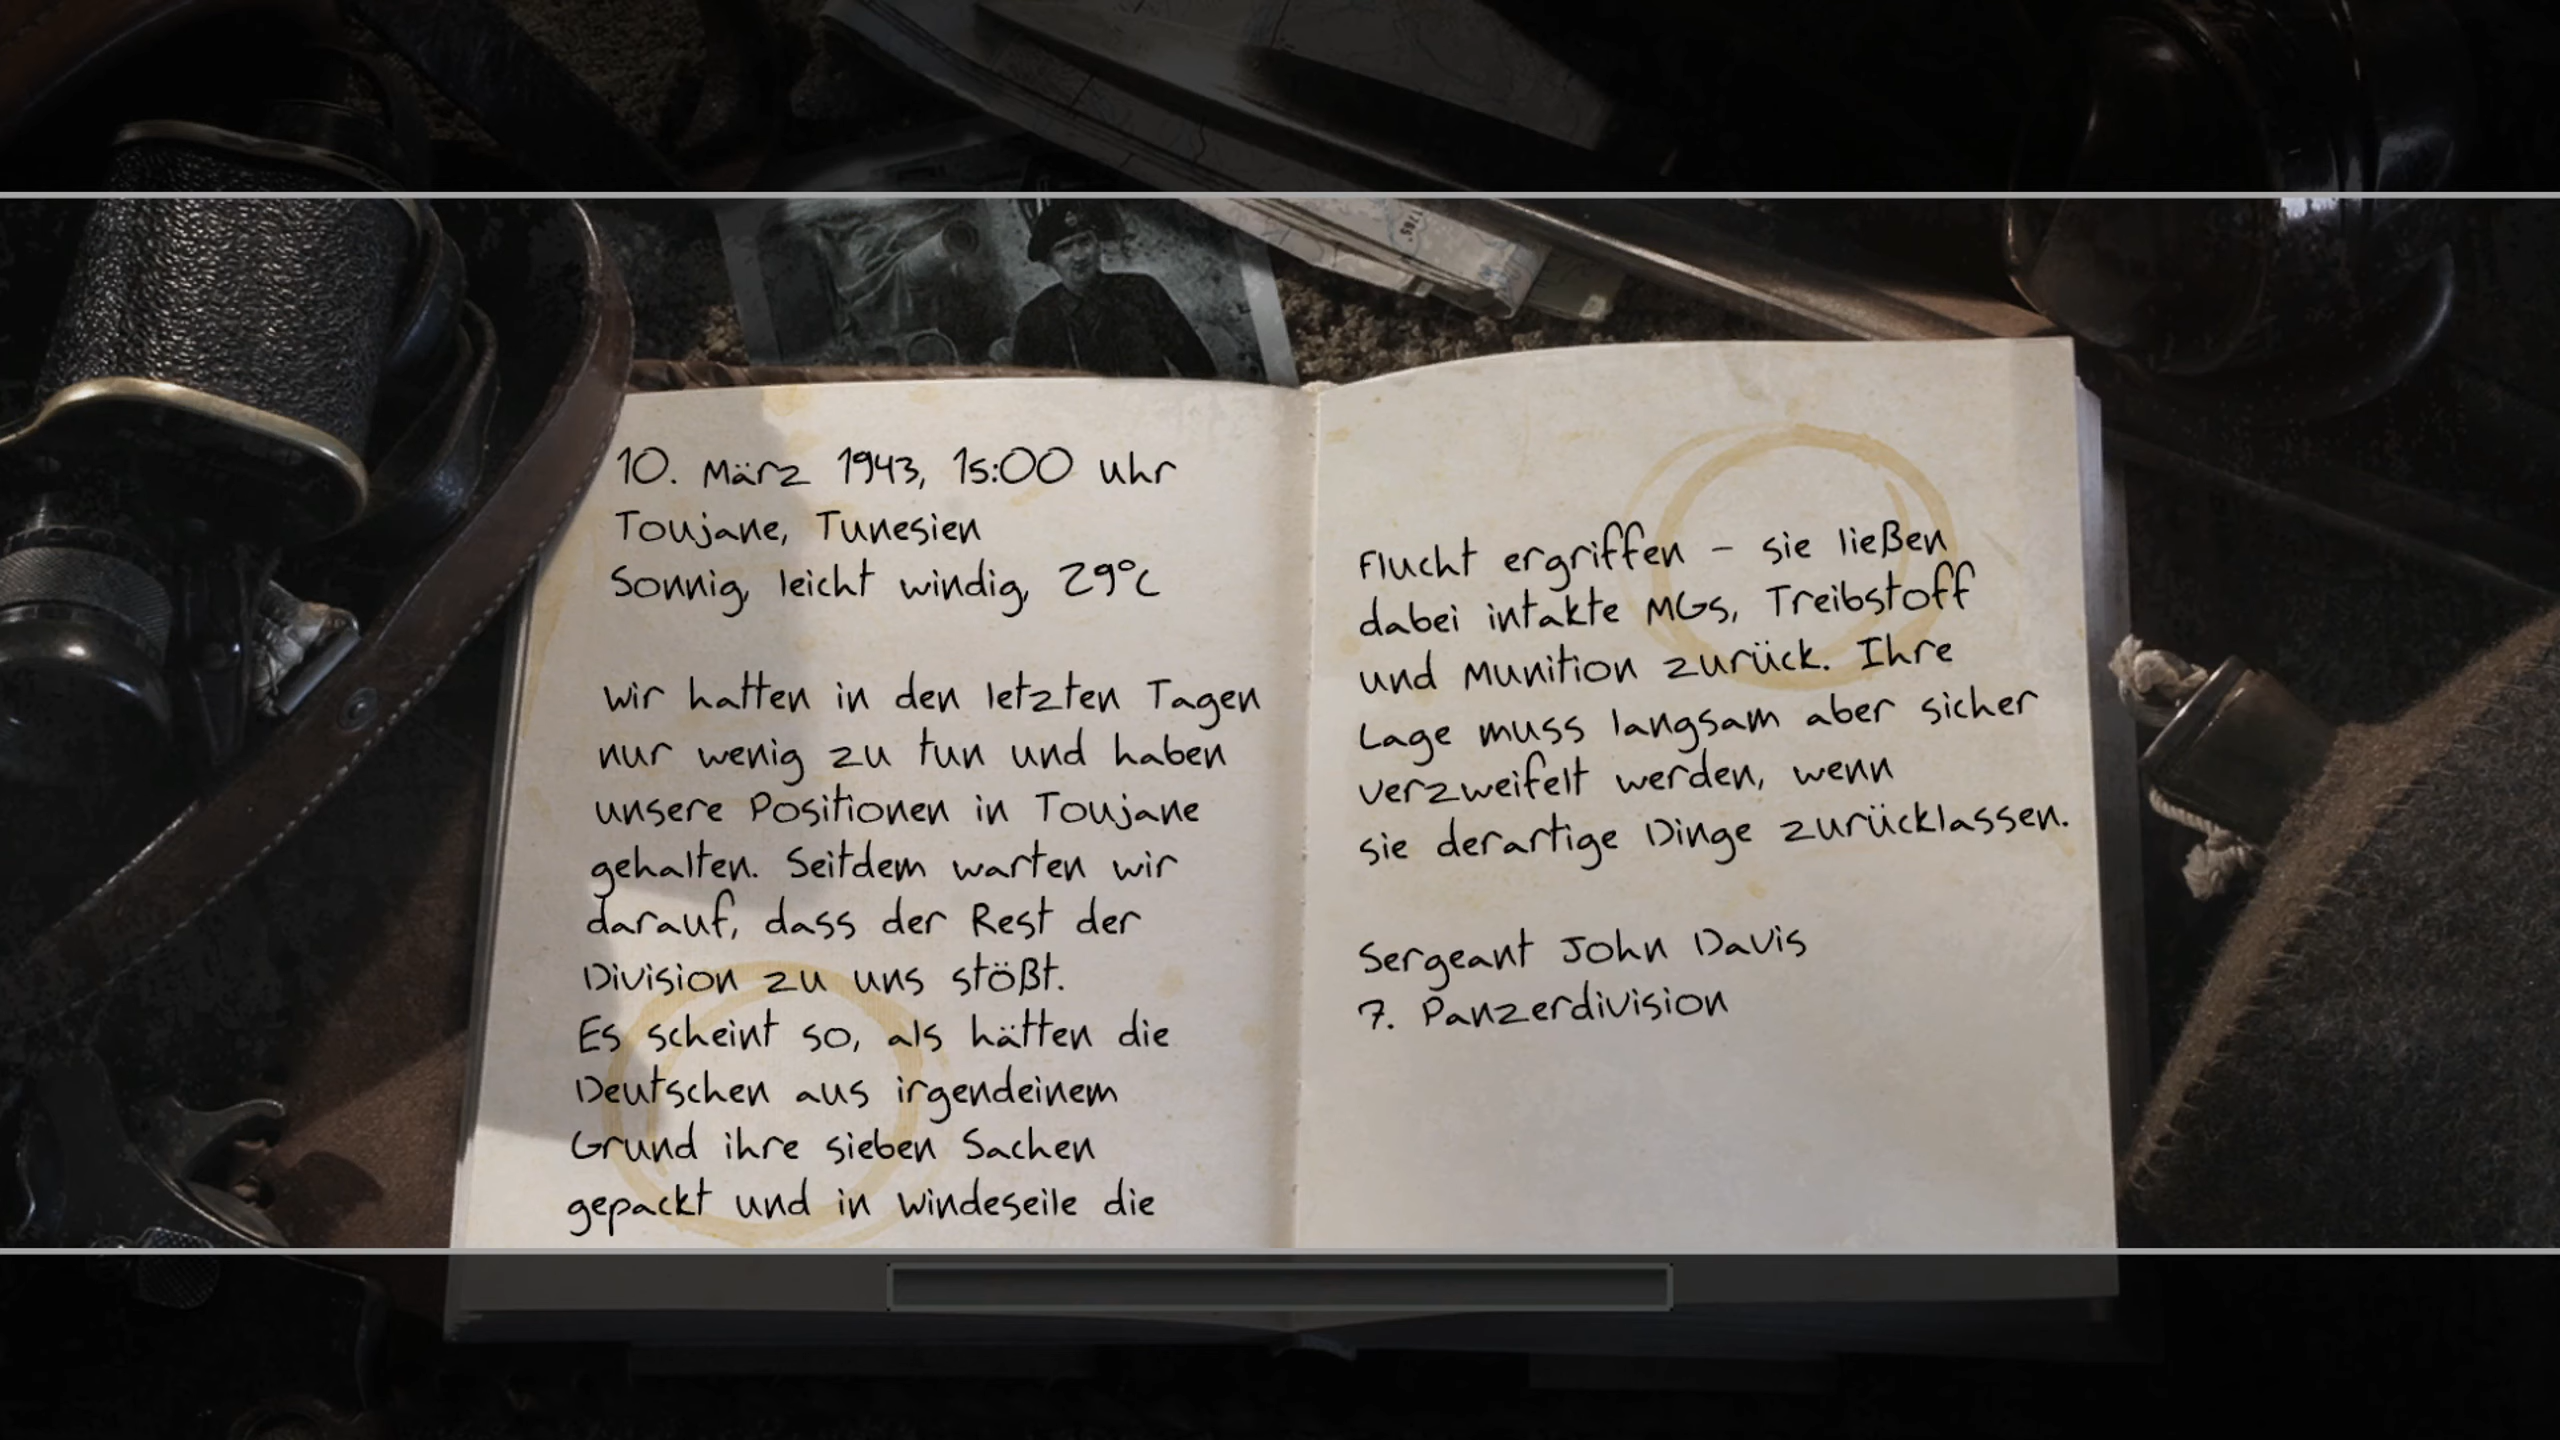 10. März 1943, 15:00 Uhr
Toujane, Tunesien
Sonnig, leicht windig, 29°C
Wir hatten in den letzten Tagen
nur wenig zu tun und haben
unsere Positionen in Toujane
gehalten. Seitdem warten wir
darauf, dass der Rest der
Division zu uns stößt.
Es scheint so, als hätten die
Deutschen aus irgendeinem
Grund ihre sieben Sachen
gepackt und in Windeseile die
Flucht ergriffen – sie ließen
dabei intakte MGs, Treibstoff
und Munition zurück. Ihre
Lage muss langsam aber sicher
verzweifelt werden, wenn
sie derartige Dinge zurücklassen.
Sergeant John Davis
7. Panzerdivision